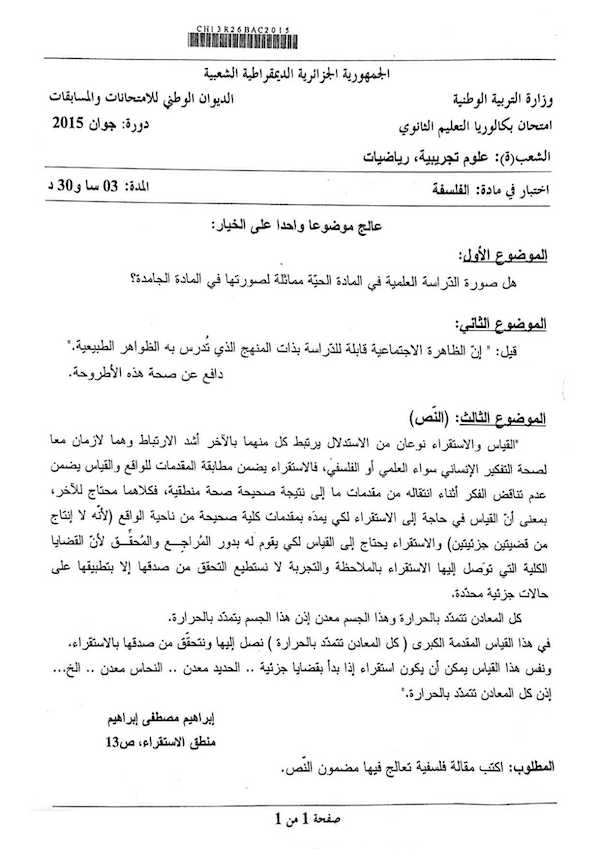 CH13R26BAC2015
الجمهورية الجزائرية الديمقراطية الشعبية
وزارة التربية الوطنية الديوان الوطني للامتحانات والمسابقات
امتحان بكالوريا التعليم الثانوي دورة: جوان 2015
الشعب(ة): علوم تجريبية، رياضيات
اختبار في مادة: الفلسفة المدة: 03 سا و30 د
عالج موضوعا واحدا على الخيار:
الموضوع الأول:
هل صورة الدّراسة العلمية في المادة الحيّة مماثلة لصورتها في المادة الجامدة؟
الموضوع الثاني:
قيل: " إنّ الظاهرة الاجتماعية قابلة للدّراسة بذات المنهج الذي تُدرس به الظواهر الطبيعية."
دافع عن صحة هذه الأطروحة.
الموضوع الثالث: (النّص)
"القياس والاستقراء نوعان من الاستدلال يرتبط كل منهما بالآخر أشد الارتباط وهما لازمان معا
لصحة التفكير الإنساني سواء العلمي أو الفلسفي، فالاستقراء يضمن مطابقة المقدمات للواقع والقياس يضمن
عدم تناقض الفكر أثناء انتقاله من مقدمات ما إلى نتيجة صحيحة صحة منطقية، فكلاهما محتاج للآخر،
بمعنى أنّ القياس في حاجة إلى الاستقراء لكي يمدّه بمقدمات كلية صحيحة من ناحية الواقع (لأنّه لا إنتاج
من قضيتين جزئيتين) والاستقراء يحتاج إلى القياس لكي يقوم له بدور المُراجع والمُحقِّق لأنّ القضايا
الكلية التي توَصل إليها الاستقراء بالملاحظة والتجربة لا نستطيع التحقق من صدقها إلا بتطبيقها على
حالات جزئية محدّدة.
كل المعادن تتمدّد بالحرارة وهذا الجسم معدن إذن هذا الجسم يتمدّد بالحرارة.
في هذا القياس المقدمة الكبرى ( كل المعادن تتمدّد بالحرارة ) نصل إليها ونتحقّق من صدقها بالاستقراء.
ونفس هذا القياس يمكن أن يكون استقراء إذا بدأ بقضايا جزئية .. الحديد معدن .. النحاس معدن .. الخ...
إذن كل المعادن تتمدّد بالحرارة."
إبراهيم مصطفى إبراهيم
منطق الاستقراء، ص13
المطلوب: اكتب مقالة فلسفية تعالج فيها مضمون النّص.
صفحة 1 من 1